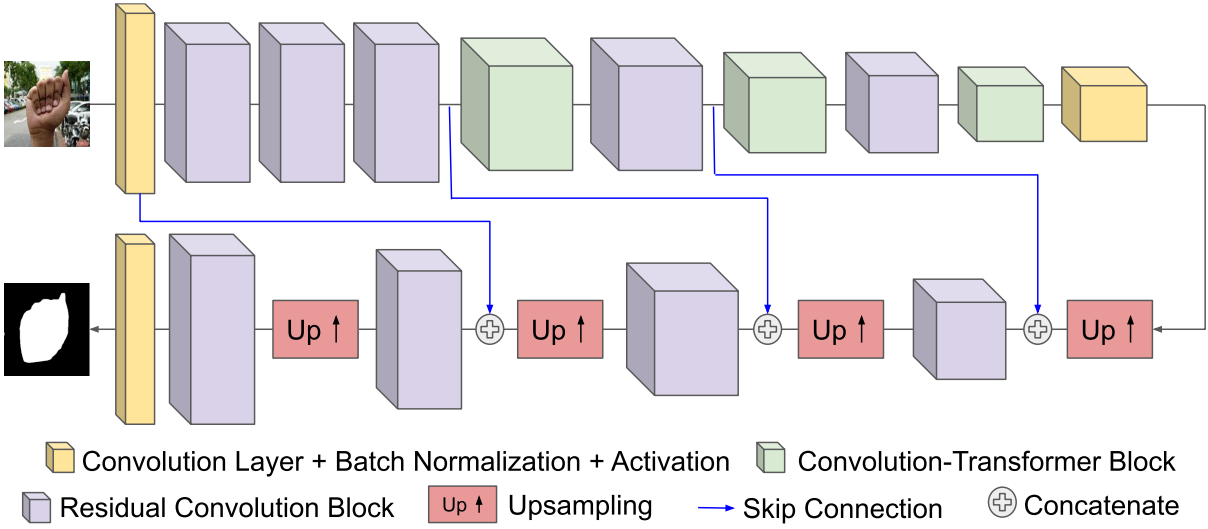 Up ↑ Up ↑ Up ↑ Up ↑
Convolution Layer + Batch Normalization + Activation Convolution-Transformer Block
Residual Convolution Block Up ↑ Upsampling Skip Connection Concatenate